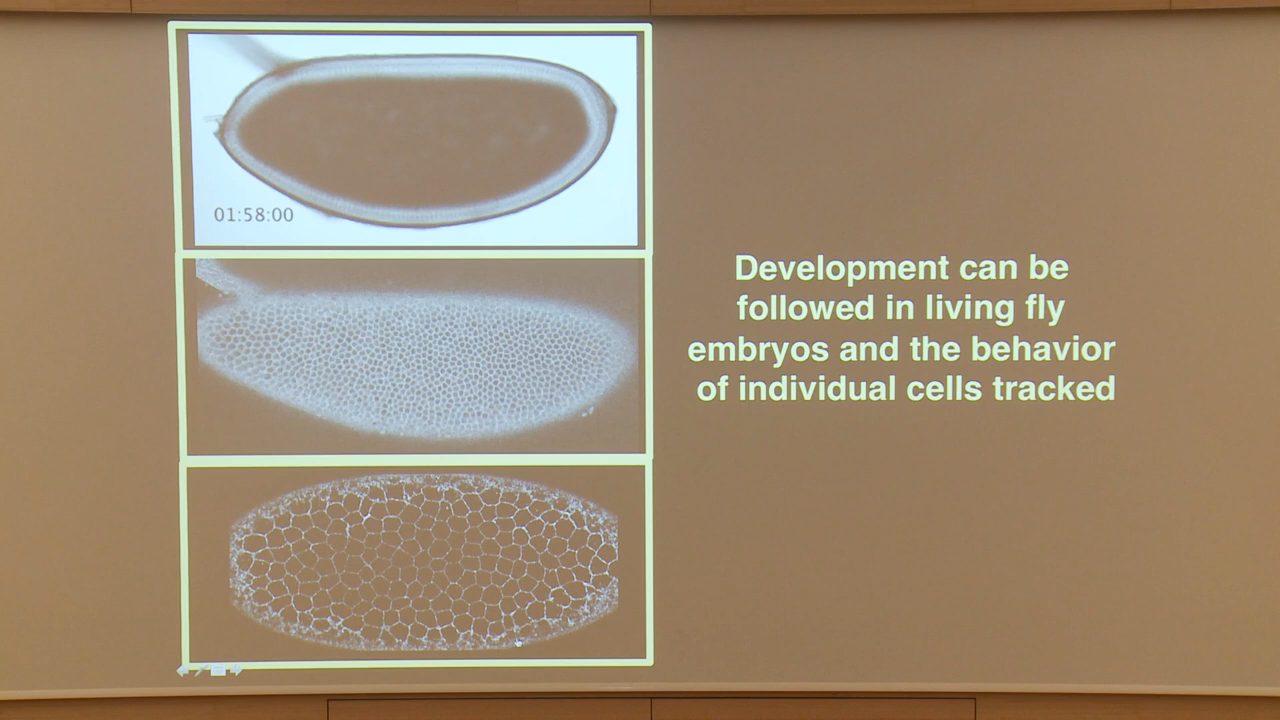 01:58:00
Development can be
followed in living fly
embryos and the behavior
of individual cells tracked